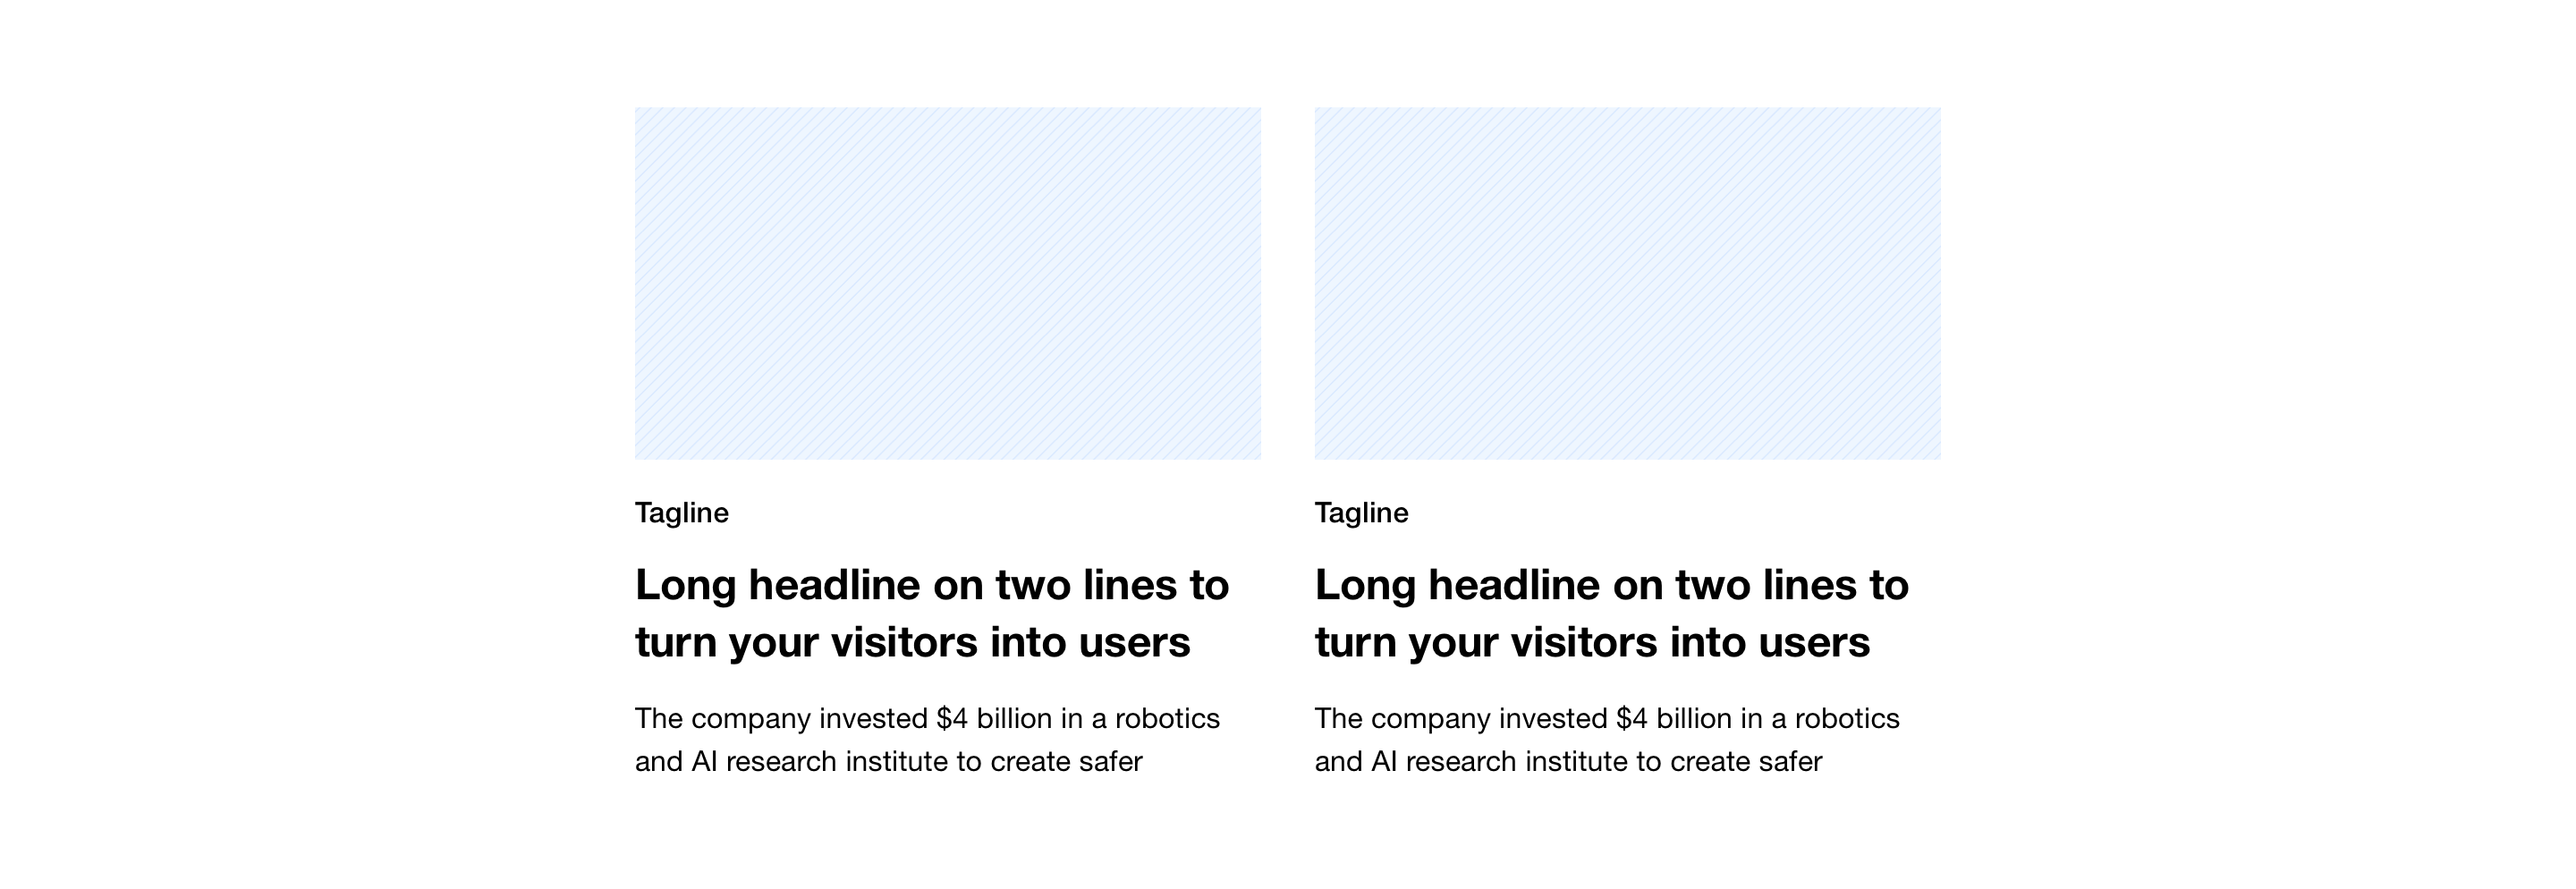 Tagline
Long headline on two lines to
turn your visitors into users
The company invested $4 billion in a robotics
and AI research institute to create safer
Tagline
Long headline on two lines to
turn your visitors into users
The company invested $4 billion in a robotics
and AI research institute to create safer